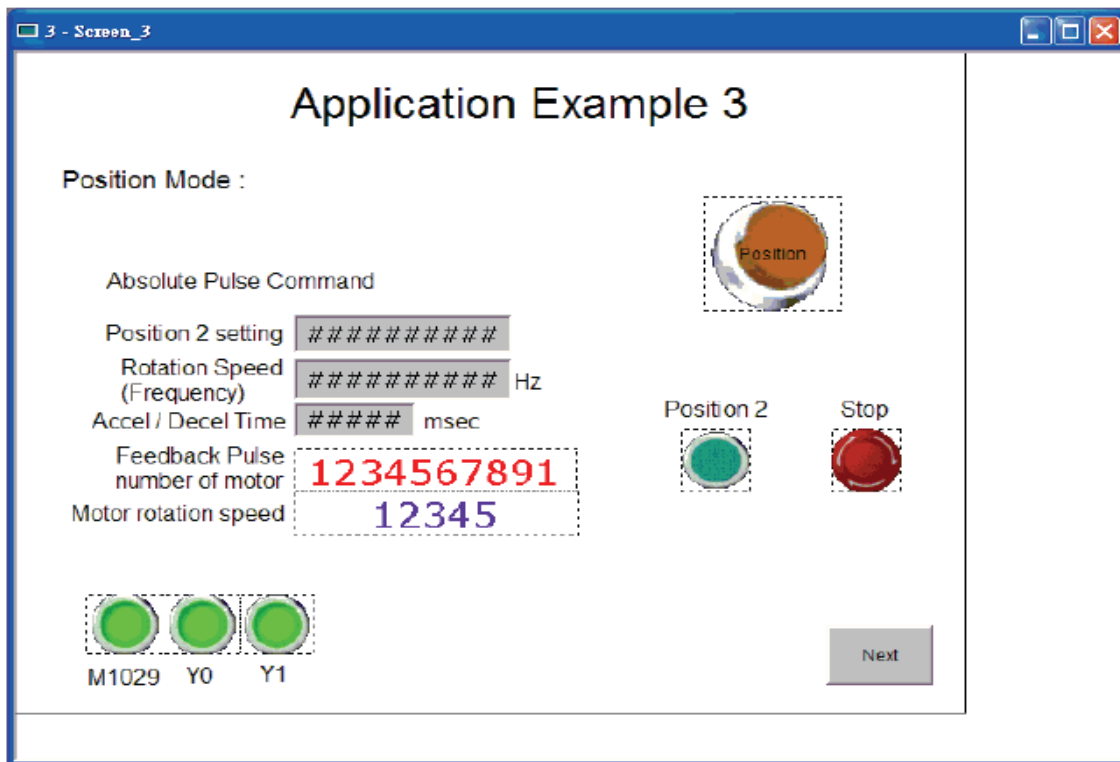 3 - Screen_3
Application Example 3
Position Mode :
Position
Absolute Pulse Command
Position 2 setting ##########
Rotation Speed
(Frequency) ########## Hz
Accel / Decel Time ##### msec
Feedback Pulse
number of motor 1234567891
Motor rotation speed 12345
Position 2 Stop
M1029 Y0 Y1
Next